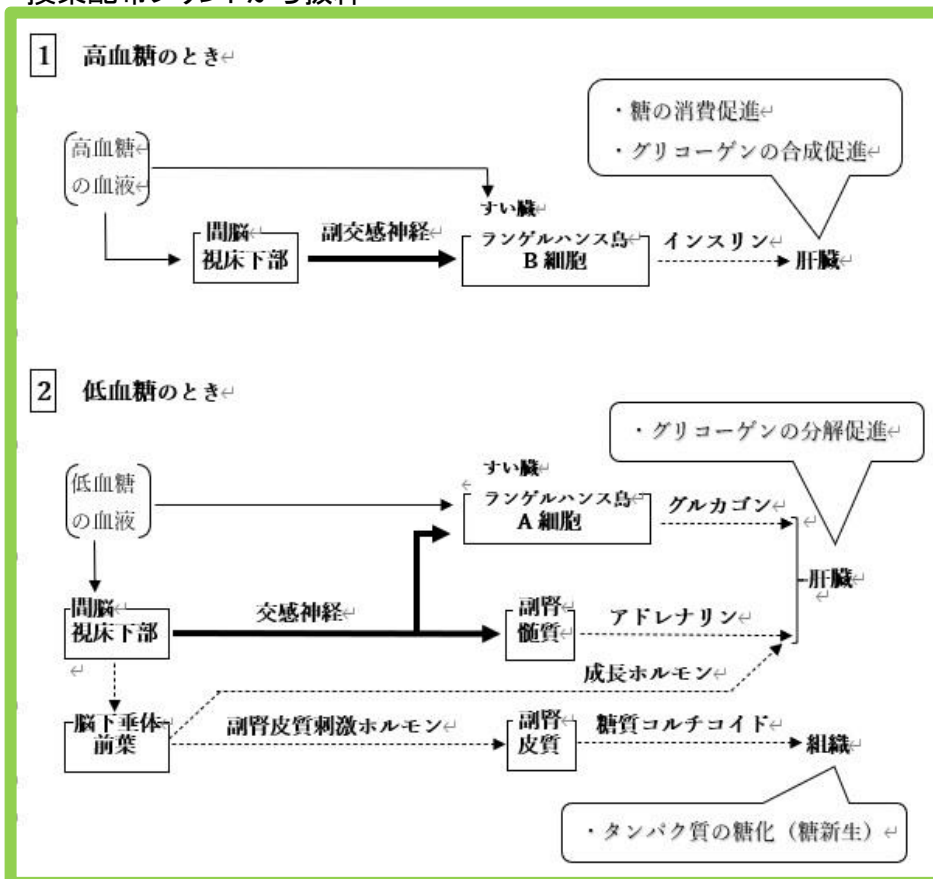 1 高血糖のとき↵
・糖の消費促進↵
・グリコーゲンの合成促進↵
高血糖↵
の血液↵
すい臓↵
間脳↵
視床下部
副交感神経↵
ランゲルハンス島↵
B 細胞
インスリン↵
肝臓↵
2 低血糖のとき↵
・グリコーゲンの分解促進↵
低血糖
の血液↵
すい臓↵
ランゲルハンス島↵
A 細胞
グルカゴン↵
肝臓↵
間脳↵
視床下部
交感神経↵
副腎↵
髄質↵
アドレナリン↵
成長ホルモン↵
脳下垂体↵
前葉
副腎皮質刺激ホルモン↵
副腎↵
皮質
糖質コルチコイド↵
組織↵
・タンパク質の糖化（糖新生）↵